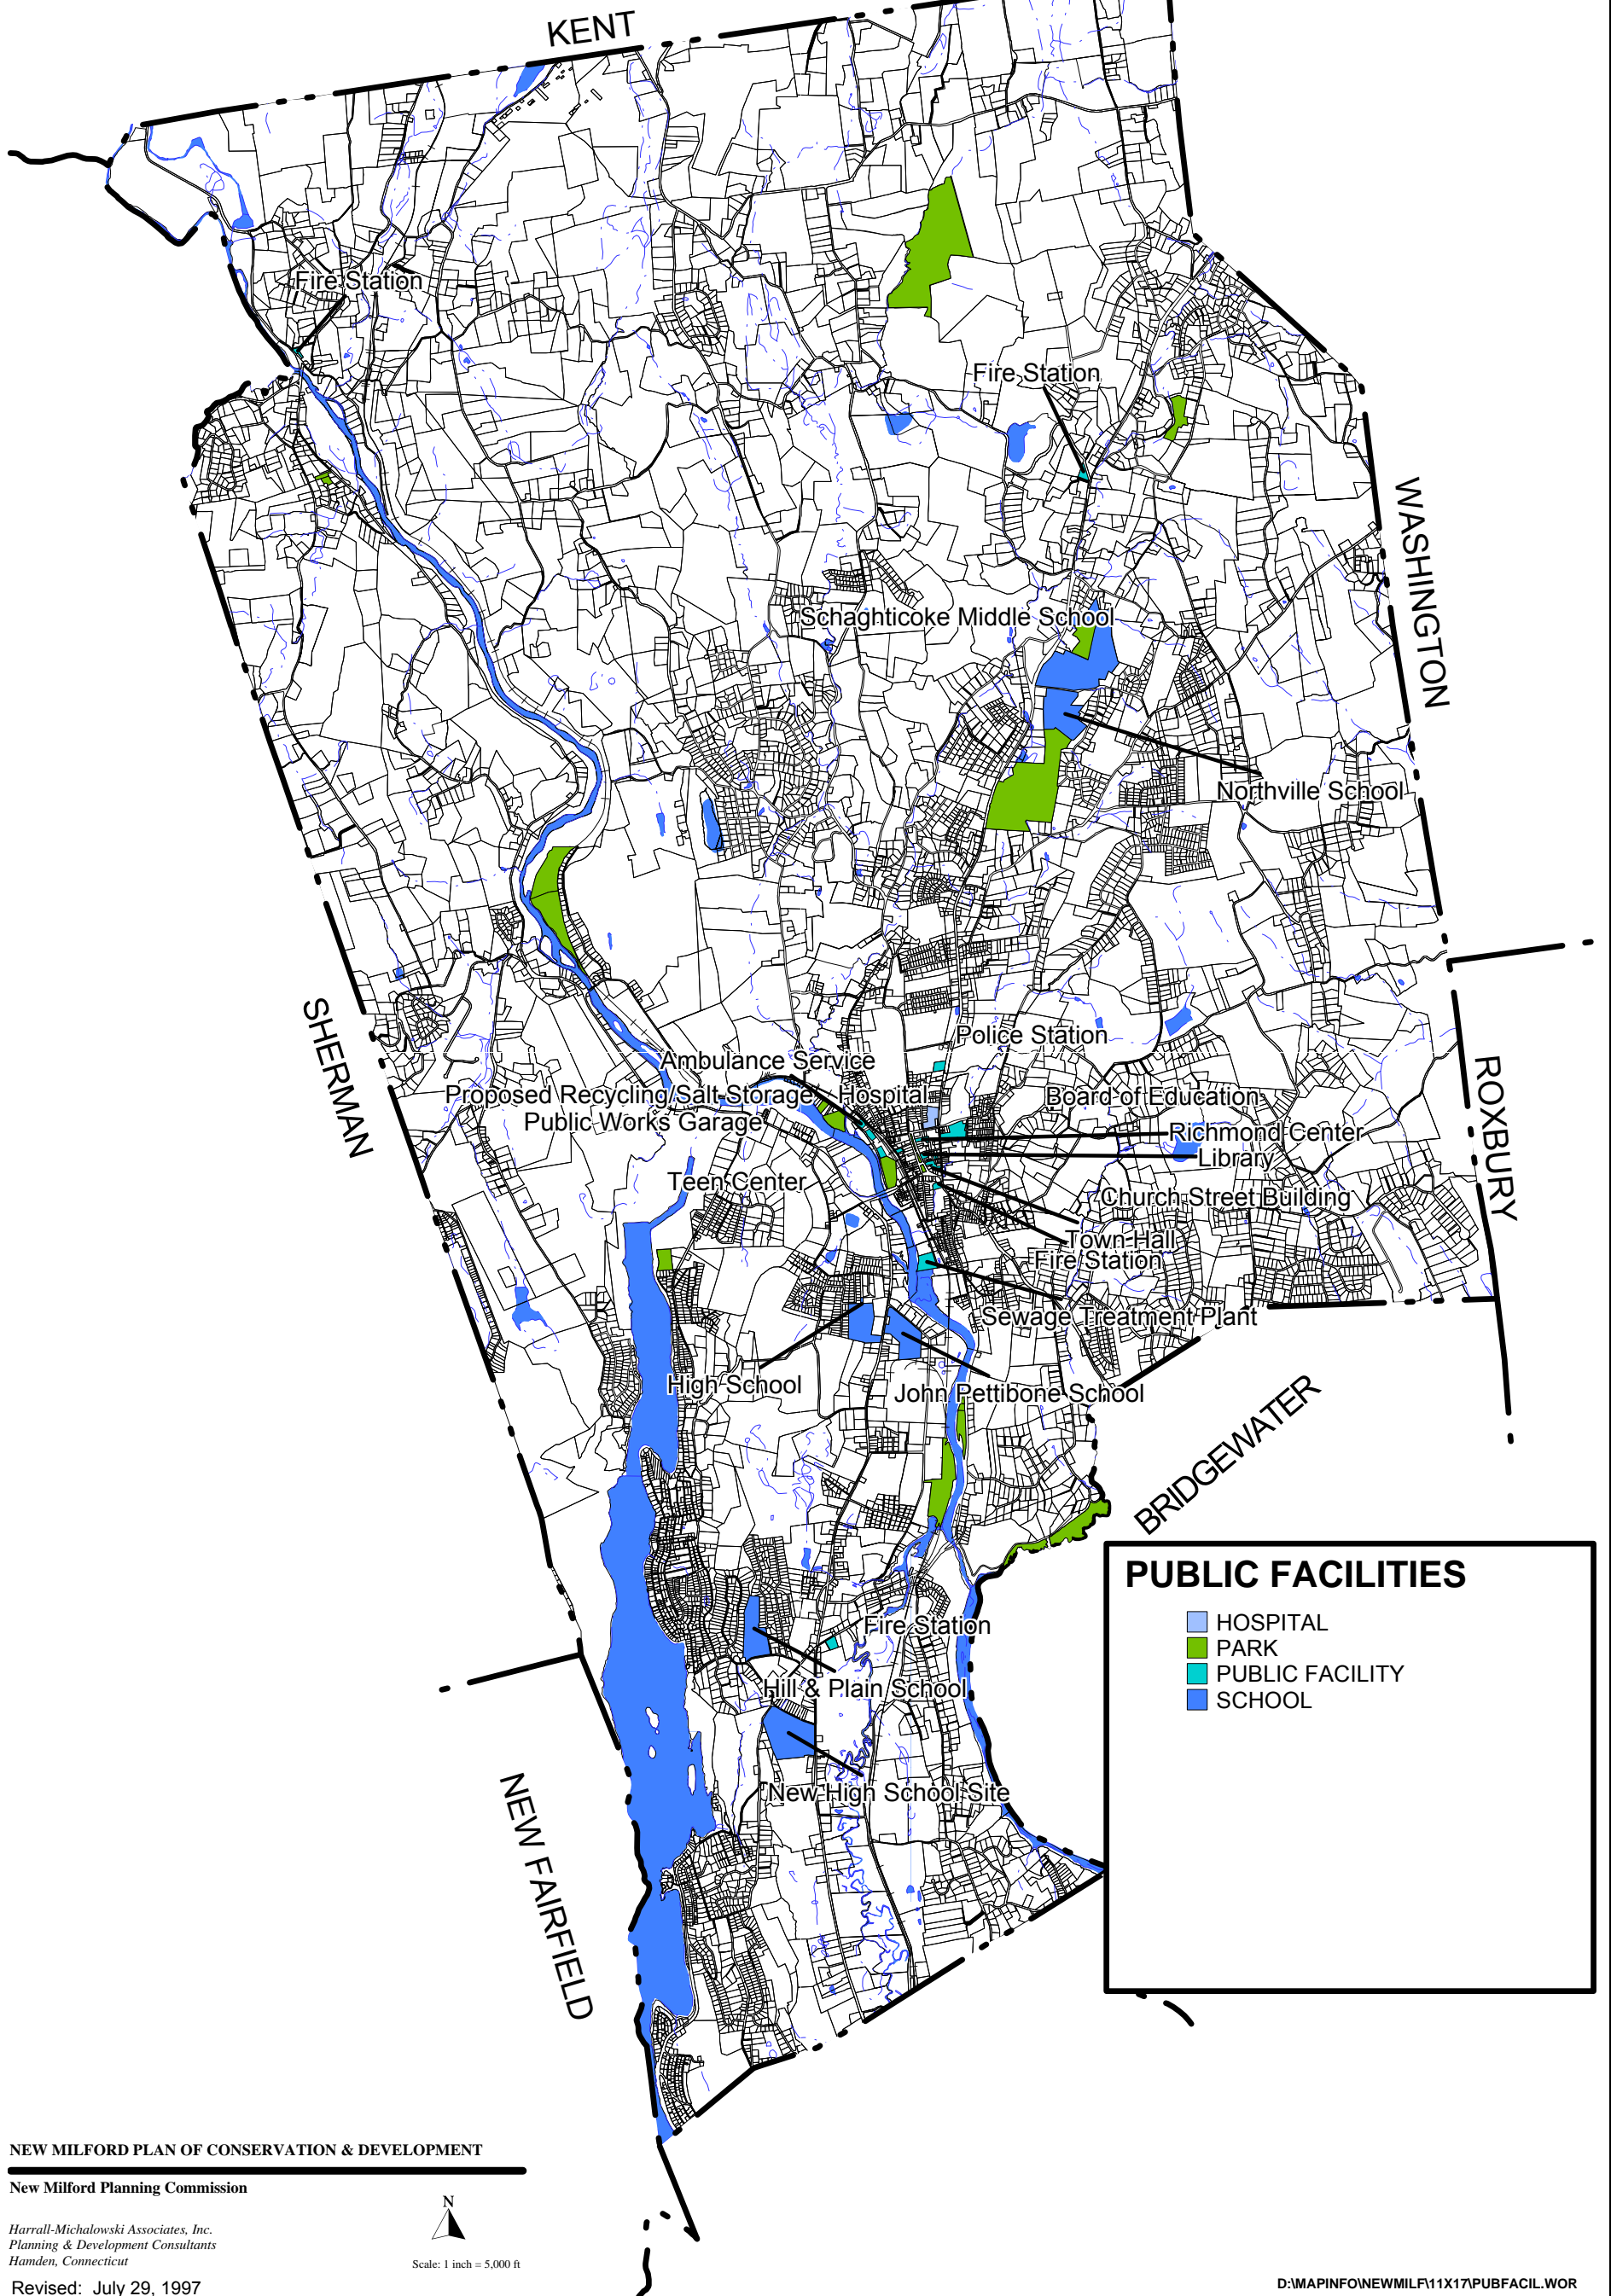 KENT
Fire Station
Fire Station
WASHINGTON
Schaghticoke Middle School
Northville School
SHERMAN
Police Station
Ambulance Service
Proposed Recycling/Salt Storage
Hospital
Board of Education
Public Works Garage
Richmond Center
Library
ROXBURY
Teen Center
Church Street Building
Town Hall
Fire Station
Sewage Treatment Plant
High School
John Pettibone School
BRIDGEWATER
PUBLIC FACILITIES
HOSPITAL
PARK
PUBLIC FACILITY
SCHOOL
Fire Station
Hill & Plain School
New High School Site
NEW FAIRFIELD
NEW MILFORD PLAN OF CONSERVATION & DEVELOPMENT
New Milford Planning Commission
Harrall-Michalowski Associates, Inc.
Planning & Development Consultants
Hamden, Connecticut
N
Scale: 1 inch = 5,000 ft
Revised: July 29, 1997
D:\MAPINFO\NEWMILF\11X17\PUBFACIL.WOR